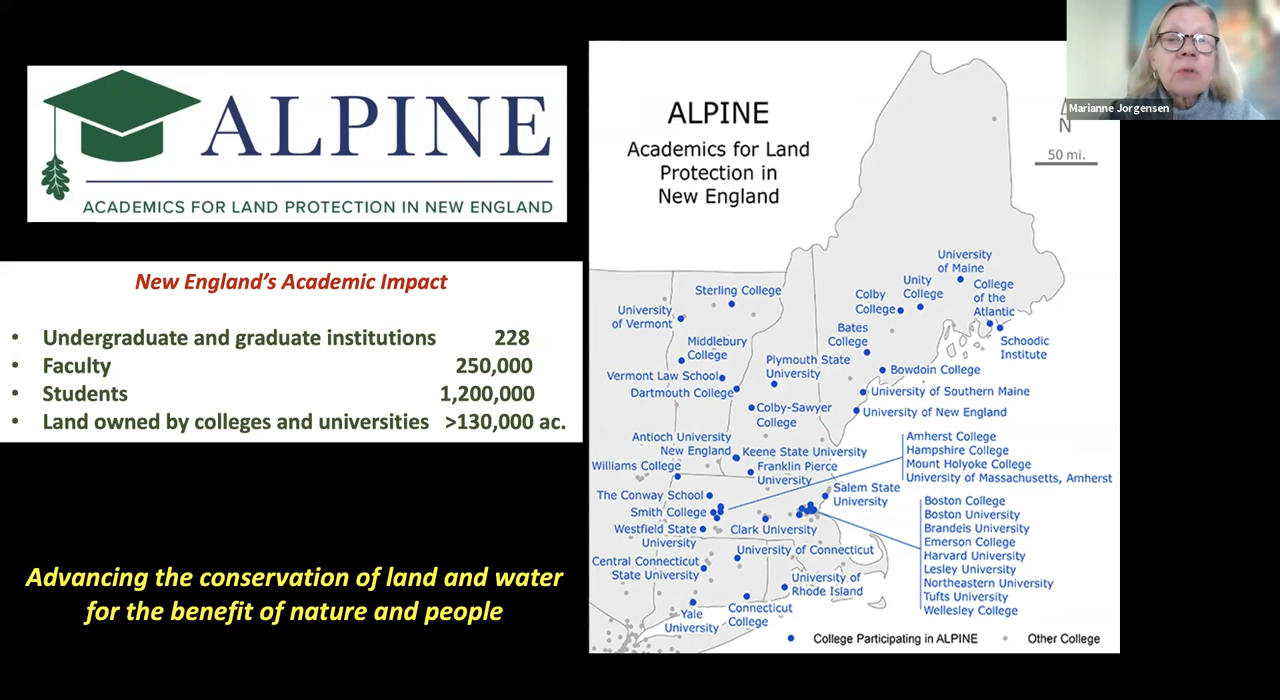 ALPINE
ACADEMICS FOR LAND PROTECTION IN NEW ENGLAND
New England's Academic Impact
• Undergraduate and graduate institutions 228
• Faculty 250,000
• Students 1,200,000
• Land owned by colleges and universities >130,000 ac.
Advancing the conservation of land and water
for the benefit of nature and people
ALPINE
Academics for Land
Protection in
New England
Marianne Jorgensen
N
50 mi.
University
of Maine
Sterling College
Unity
College
College
of the
Atlantic
Colby
College
University
of Vermont
Bates
College
Schoodic
Institute
Middlebury
College
Plymouth State
University
Bowdoin College
Vermont Law School
Dartmouth College
University of Southern Maine
Colby-Sawyer
College
University of New England
Antioch University
New England
Keene State University
Amherst College
Hampshire College
Mount Holyoke College
University of Massachusetts, Amherst
Williams College
Franklin Pierce
University
Salem State
University
The Conway School
Smith College
Boston College
Boston University
Brandeis University
Emerson College
Harvard University
Lesley University
Northeastern University
Tufts University
Wellesley College
Westfield State
University
Clark University
University of Connecticut
Central Connecticut
State University
University of
Rhode Island
Yale
University
Connecticut
College
College Participating in ALPINE
Other College